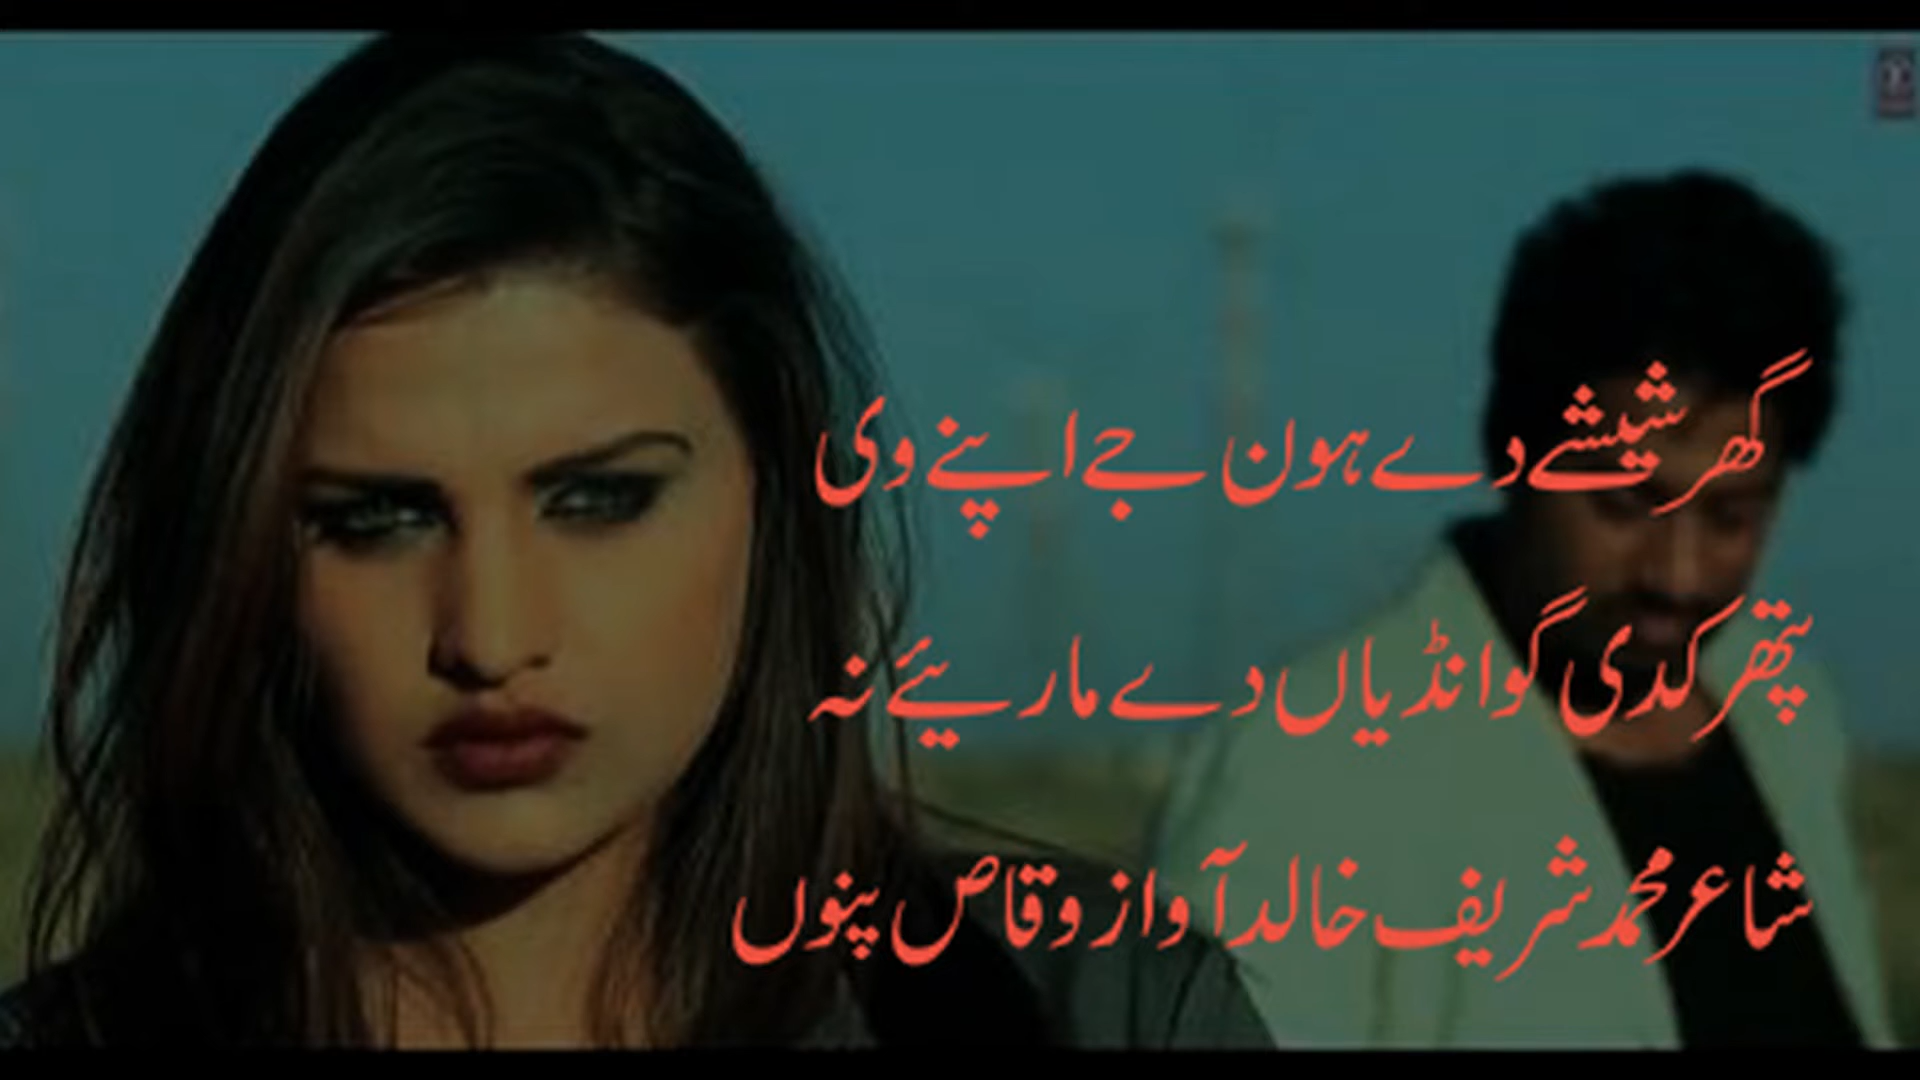 گھر شیشے دے ہون جے اپنے وی
پتھر کدی گوانڈیاں دے ماریئے نہ
شاعر محمد شریف خالد آواز وقاص پنوں